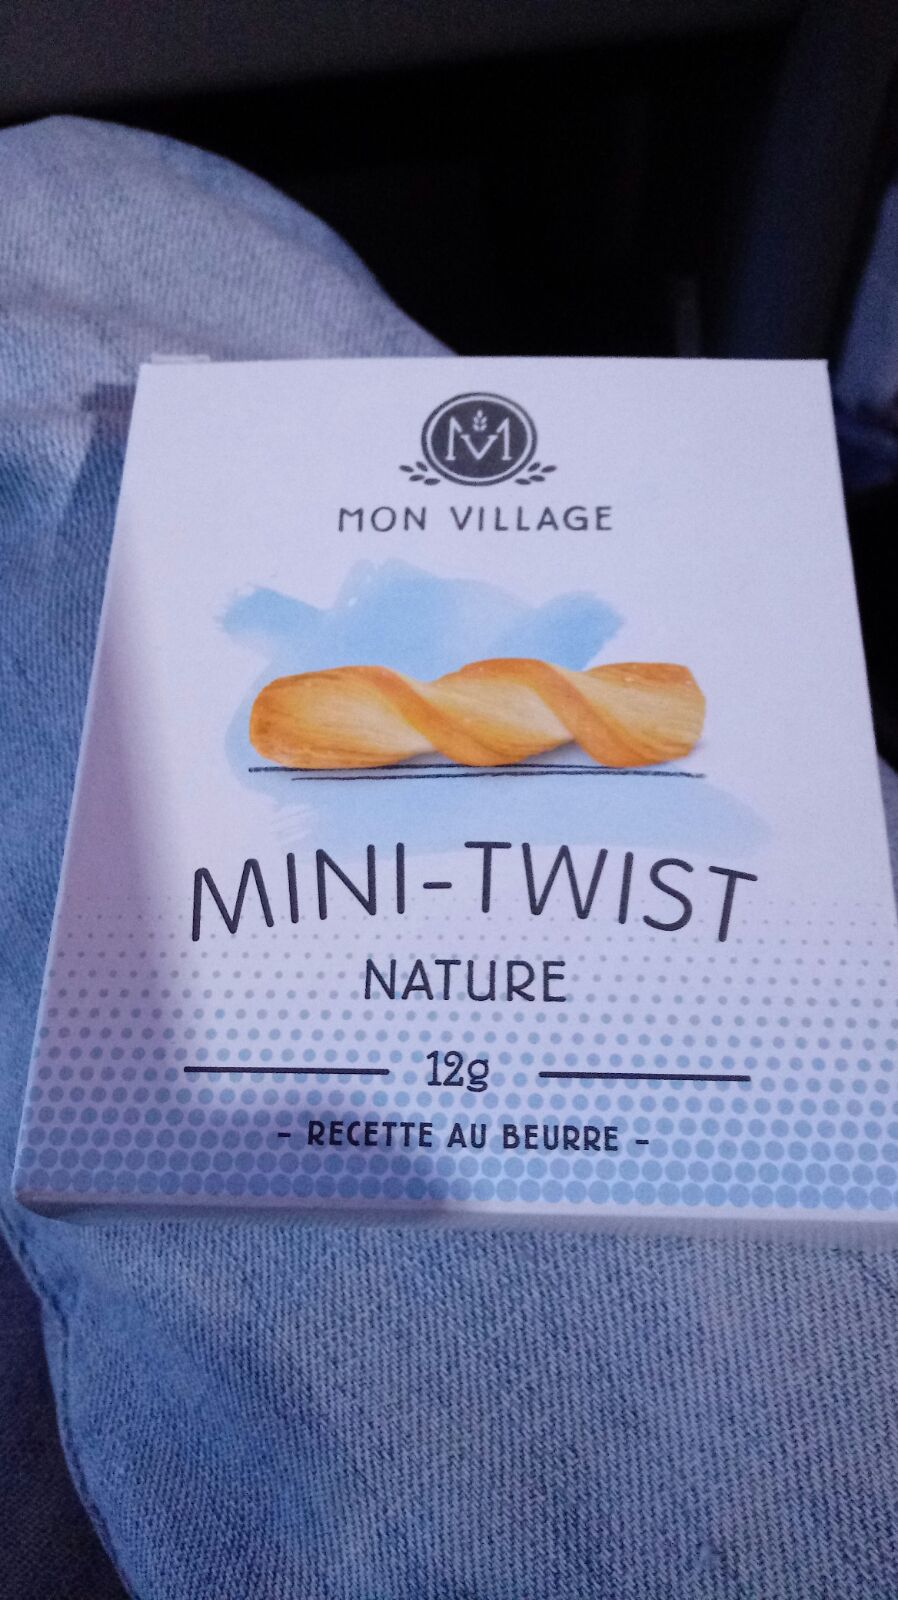 M
MON VILLAGE
MINI-TWIST
NATURE
12g
- RECETTE AU BEURRE -